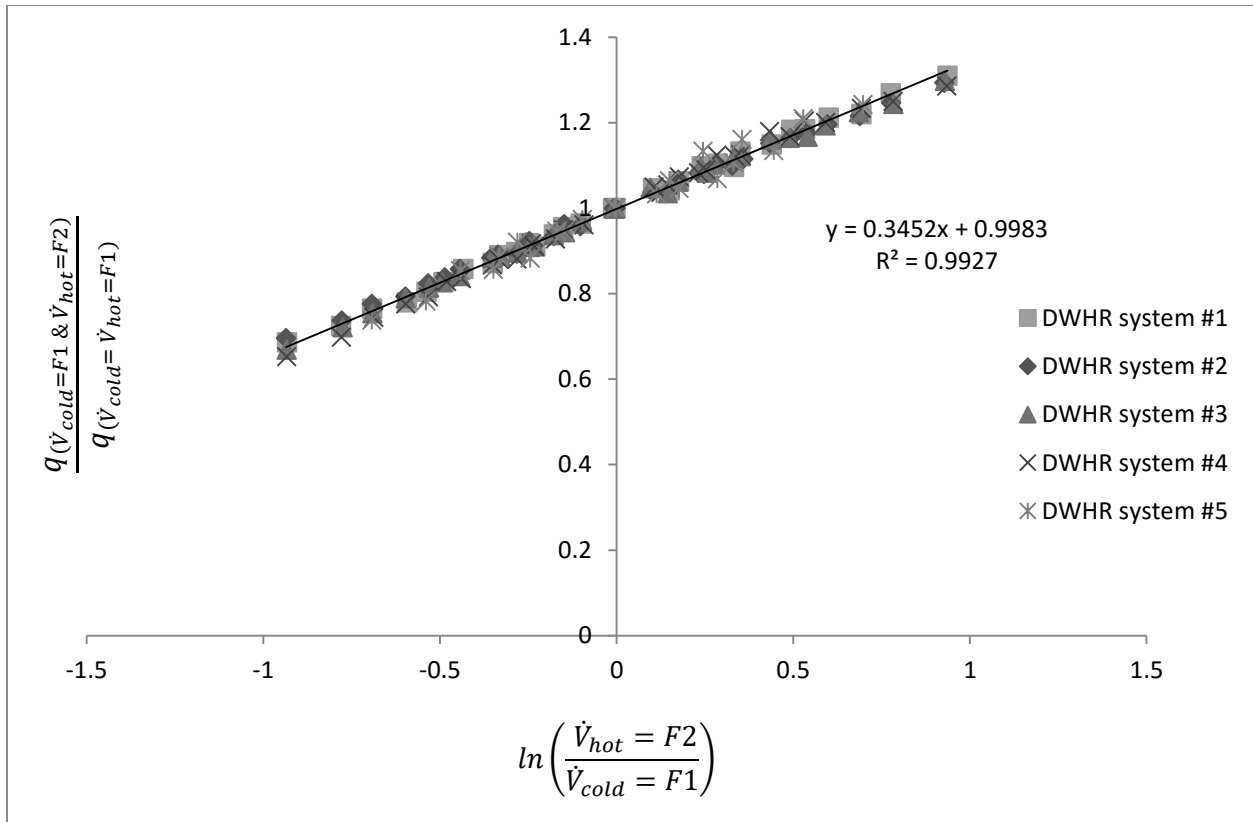 1.4
1.2
1
0.8
0.6
0.4
0.2
0
-1.5
-1
-0.5
0
0.5
1
1.5
q(V̇cold=F1 & V̇hot=F2)
q(V̇cold= V̇hot=F1)
y = 0.3452x + 0.9983
R² = 0.9927
DWHR system #1
DWHR system #2
DWHR system #3
DWHR system #4
DWHR system #5
ln(V̇hot = F2
V̇cold = F1)